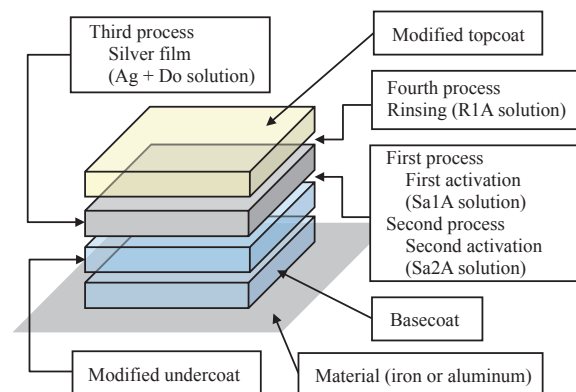 Third process
Silver film
(Ag + Do solution)
Modified topcoat
Fourth process
Rinsing (R1A solution)
First process
First activation
(Sa1A solution)
Second process
Second activation
(Sa2A solution)
Basecoat
Modified undercoat
Material (iron or aluminum)